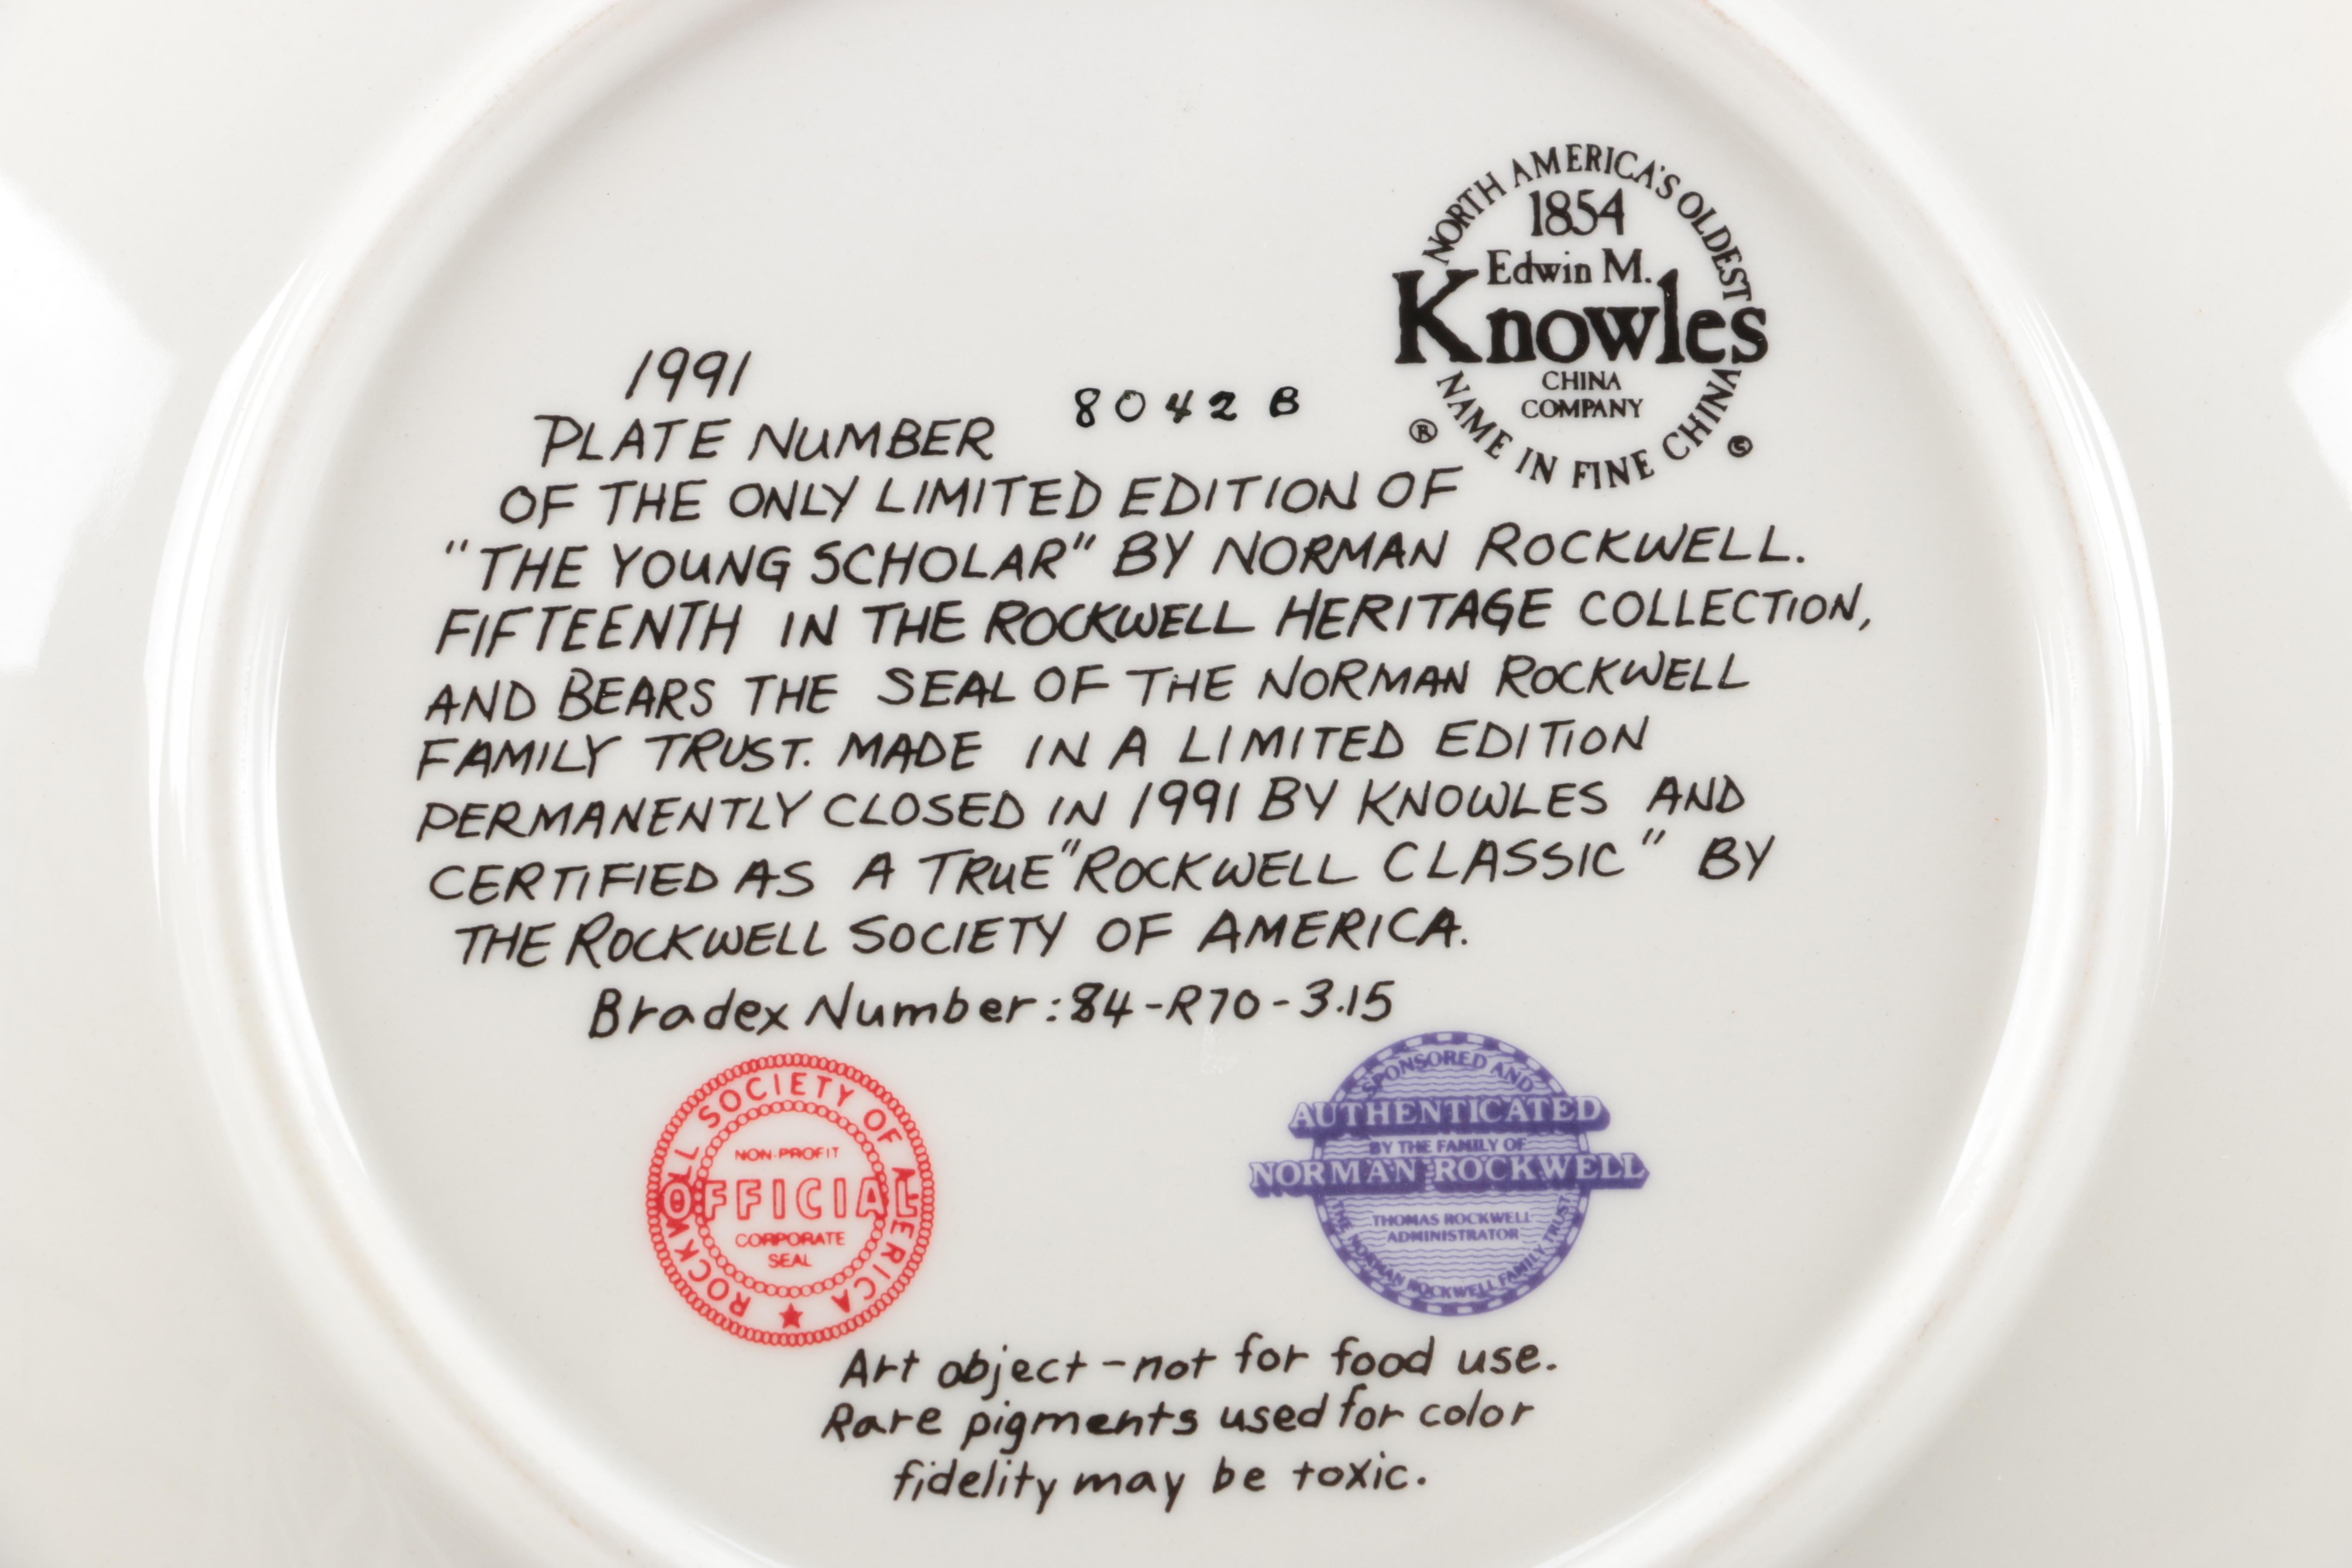 NORTH AMERICA'S OLDEST
1854
Edwin M.
Knowles
CHINA
COMPANY
NAME IN FINE CHINA
®
1991
8042B
PLATE NUMBER
OF THE ONLY LIMITED EDITION OF
"THE YOUNG SCHOLAR" BY NORMAN ROCKWELL.
FIFTEENTH IN THE ROCKWELL HERITAGE COLLECTION,
AND BEARS THE SEAL OF THE NORMAN ROCKWELL
FAMILY TRUST. MADE IN A LIMITED EDITION
PERMANENTLY CLOSED IN 1991 BY KNOWLES AND
CERTIFIED AS A TRUE "ROCKWELL CLASSIC" BY
THE ROCKWELL SOCIETY OF AMERICA.
Bradex Number: 84-R70-3.15
ROCKWELL SOCIETY OF AMERICA
NON-PROFIT
OFFICIAL
CORPORATE
SEAL
SPONSORED AND
AUTHENTICATED
BY THE FAMILY OF
NORMAN ROCKWELL
THOMAS ROCKWELL
ADMINISTRATOR
THE NORMAN ROCKWELL FAMILY TRUST
Art object - not for food use.
Rare pigments used for color
fidelity may be toxic.